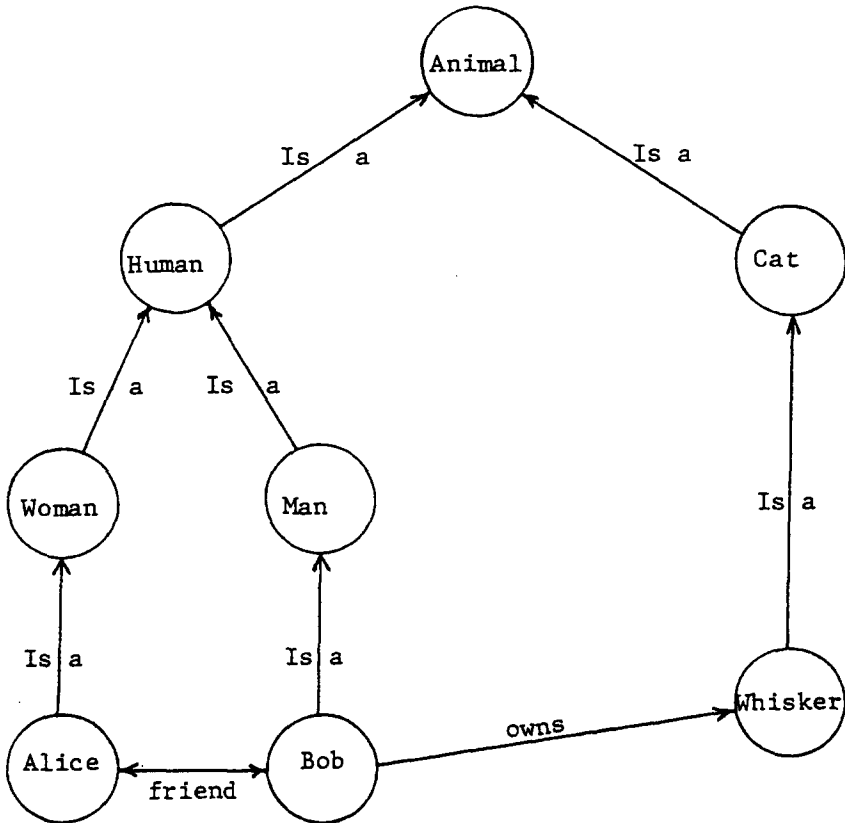 Animal
Is a
Is a
Human
Cat
Is a
Is a
Woman
Man
Is a
Is a
Is a
Alice
Bob
Whisker
owns
friend